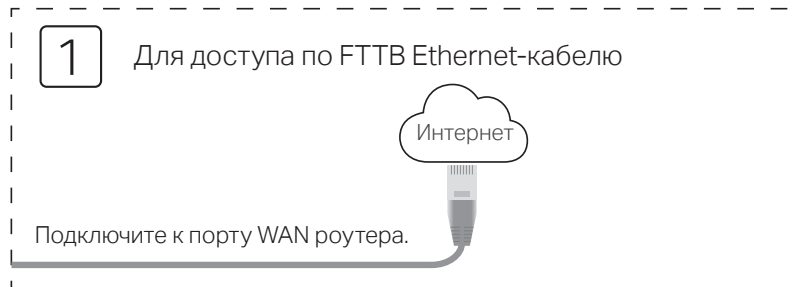 1
Для доступа по FTTB Ethernet-кабелю
Интернет
Подключите к порту WAN роутера.